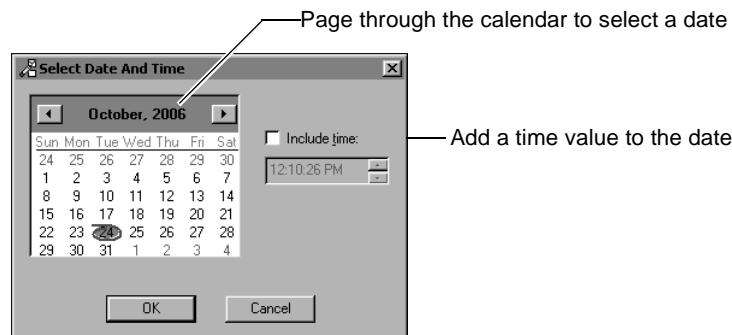 Page through the calendar to select a date
Select Date And Time
October, 2006
Sun Mon Tue Wed Thu Fri Sat
24 25 26 27 28 29 30
1 2 3 4 5 6 7
8 9 10 11 12 13 14
15 16 17 18 19 20 21
22 23 24 25 26 27 28
29 30 31 1 2 3 4
Include time:
12:10:26 PM
Add a time value to the date
OK Cancel